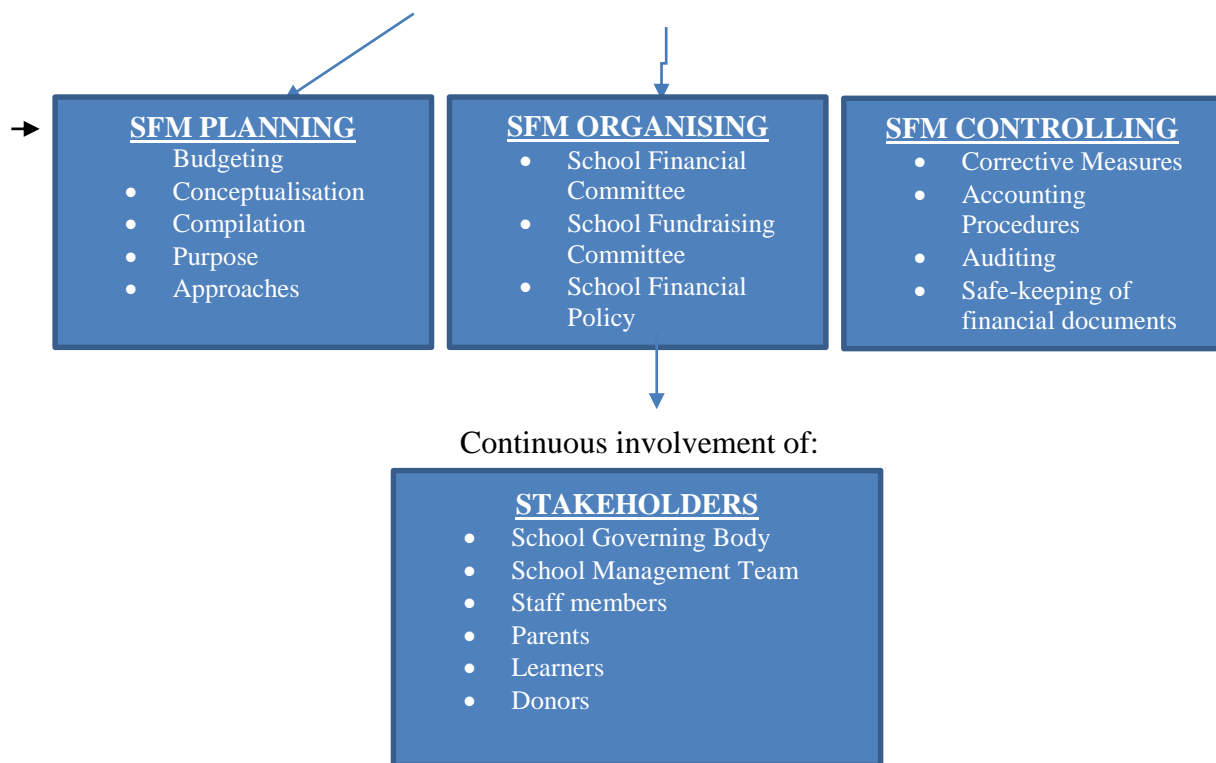 SFM PLANNING
Budgeting
• Conceptualisation
• Compilation
• Purpose
• Approaches
SFM ORGANISING
• School Financial
Committee
• School Fundraising
Committee
• School Financial
Policy
SFM CONTROLLING
• Corrective Measures
• Accounting
Procedures
• Auditing
• Safe-keeping of
financial documents
Continuous involvement of:
STAKEHOLDERS
• School Governing Body
• School Management Team
• Staff members
• Parents
• Learners
• Donors